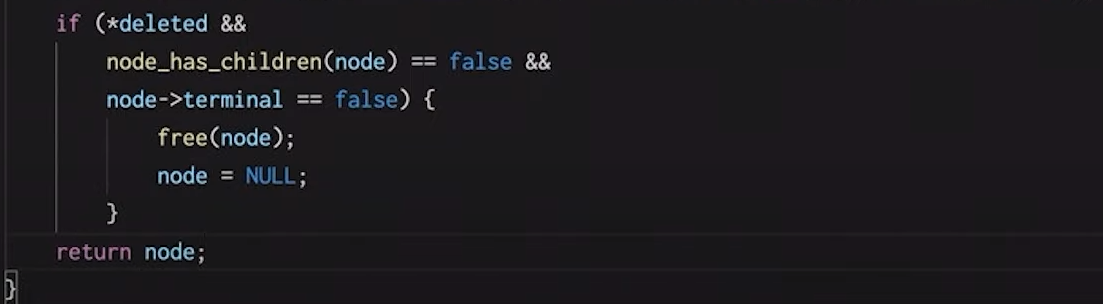 if (*deleted &&
node_has_children(node) == false &&
node->terminal == false) {
free(node);
node = NULL;
}
return node;
}